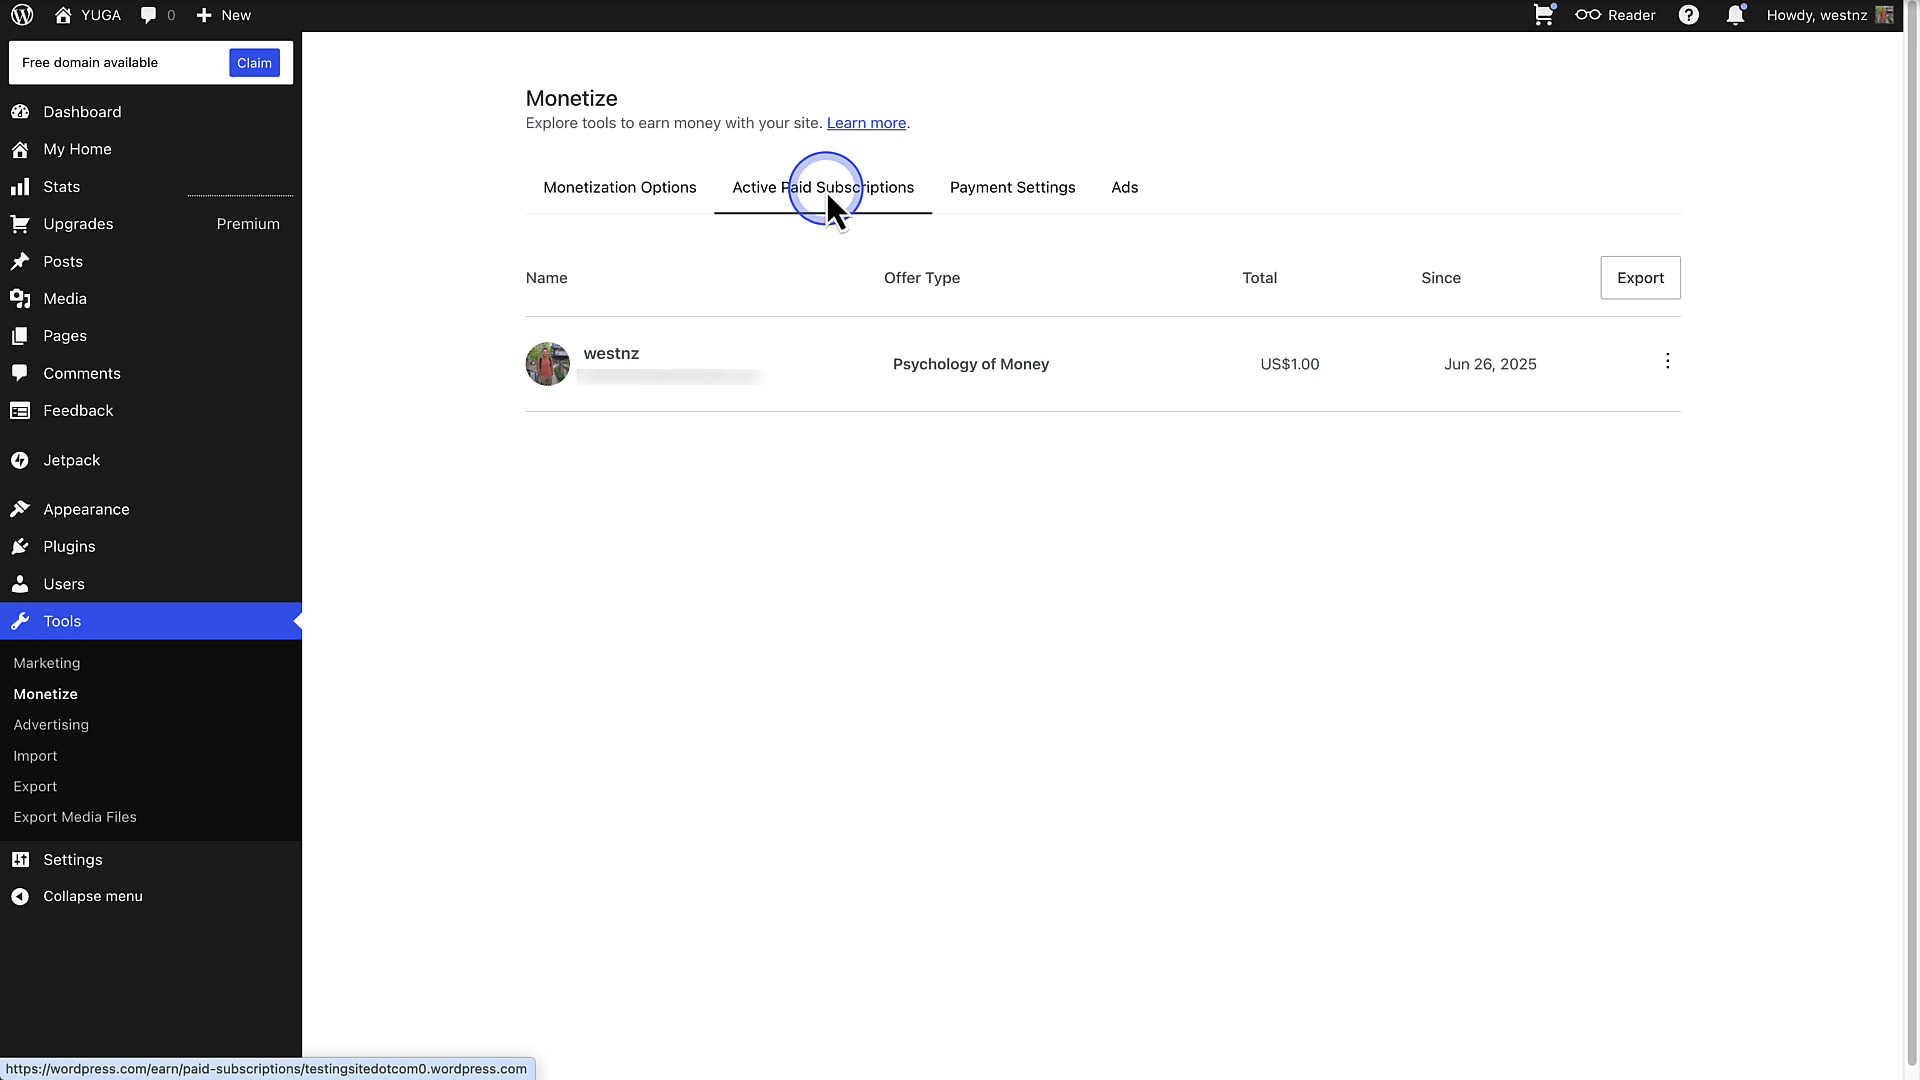 YUGA 0 New Reader Howdy, westnz
Free domain available Claim
Dashboard
My Home
Stats
Upgrades Premium
Posts
Media
Pages
Comments
Feedback
Jetpack
Appearance
Plugins
Users
Tools
Marketing
Monetize
Advertising
Import
Export
Export Media Files
Settings
Collapse menu
Monetize
Explore tools to earn money with your site. Learn more.
Monetization Options Active Paid Subscriptions Payment Settings Ads
Name Offer Type Total Since Export
westnz
Psychology of Money US$1.00 Jun 26, 2025
https://wordpress.com/earn/paid-subscriptions/testingsitedotcom0.wordpress.com